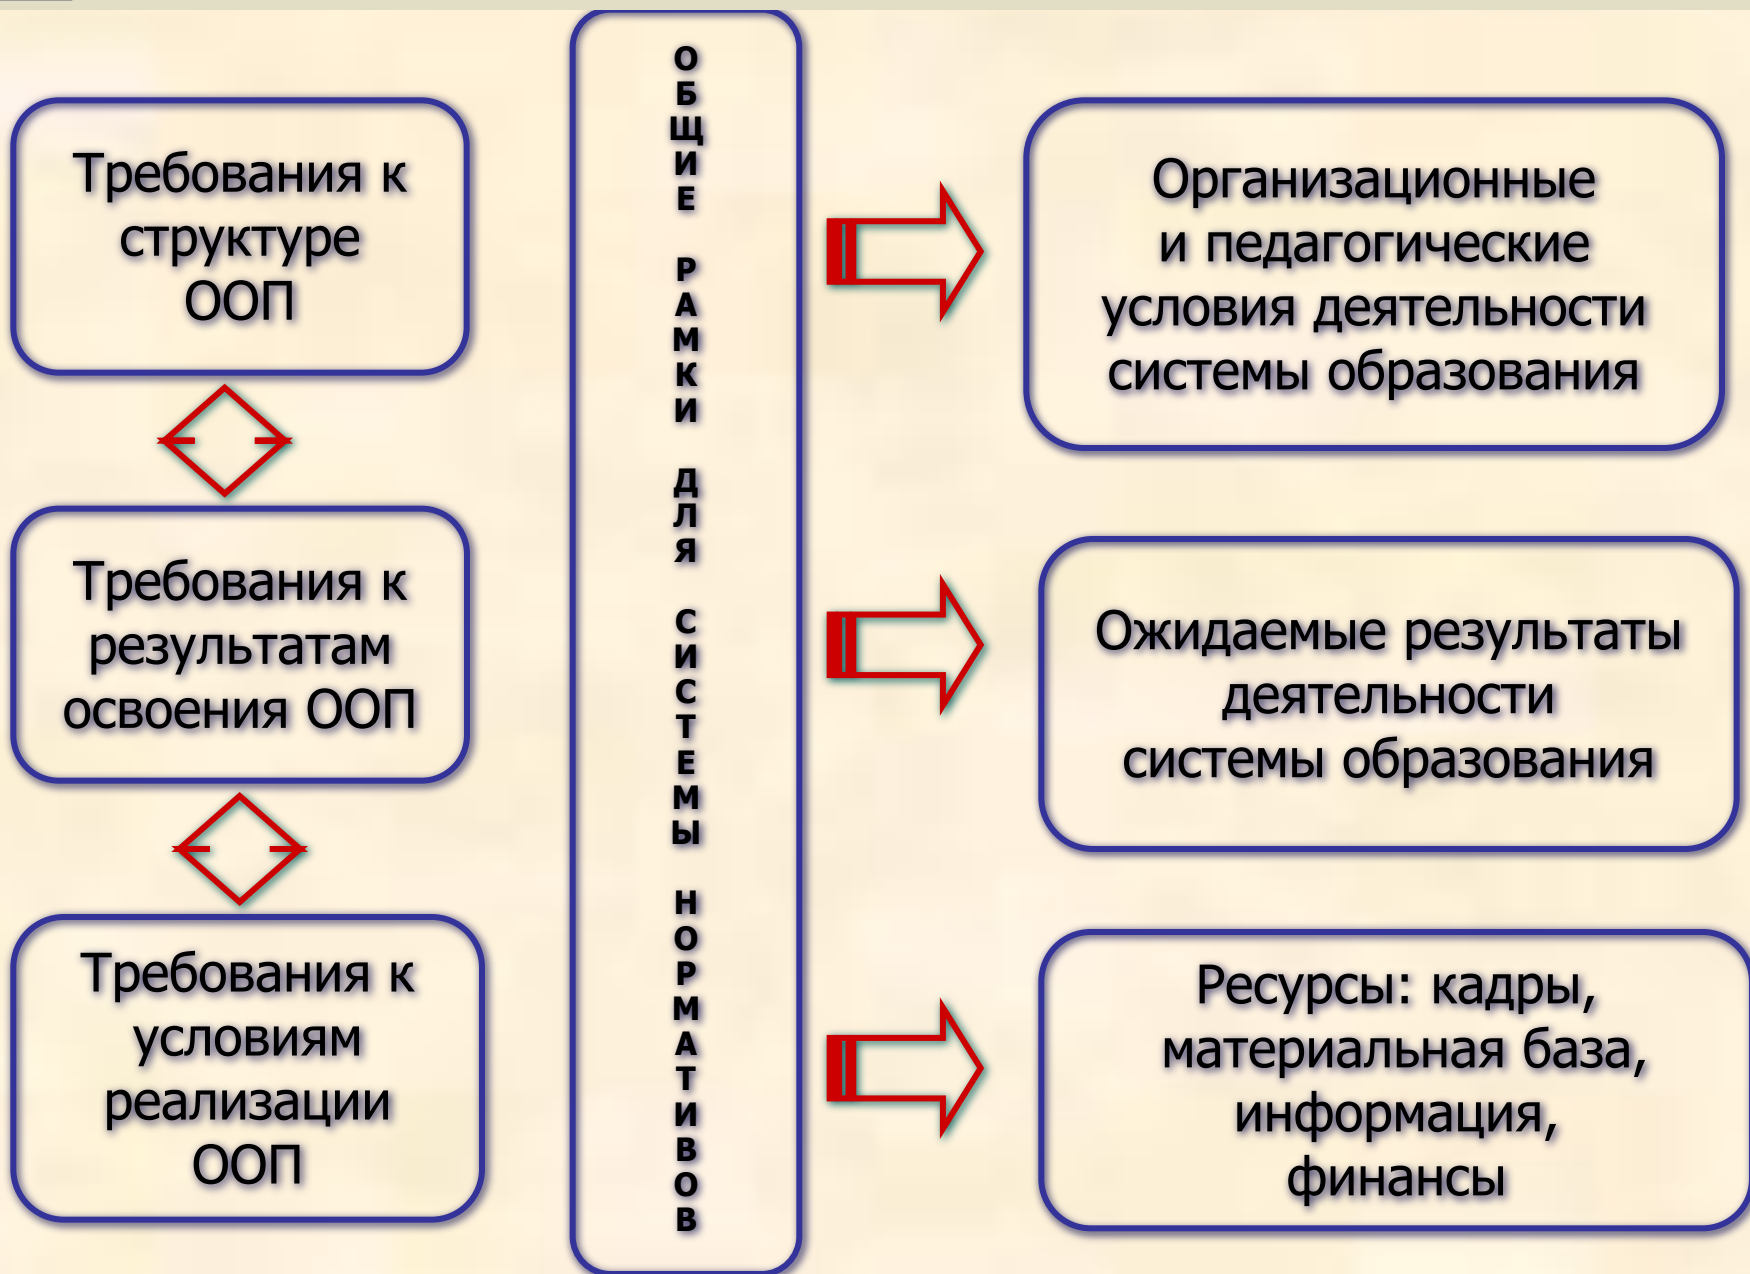 Требования к
структуре
ООП
Требования к
результатам
освоения ООП
Требования к
условиям
реализации
ООП
ОБЩИЕ РАМКИ ДЛЯ СИСТЕМЫ НОРМАТИВОВ
Организационные
и педагогические
условия деятельности
системы образования
Ожидаемые результаты
деятельности
системы образования
Ресурсы: кадры,
материальная база,
информация,
финансы